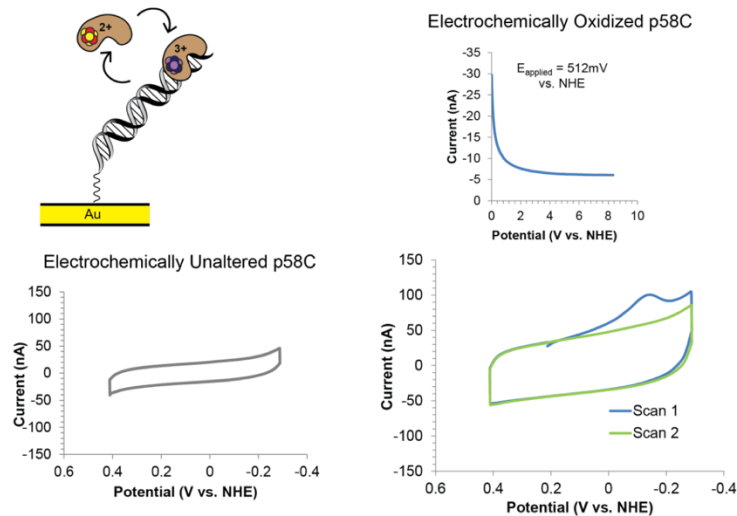 2+
3+
Au
Electrochemically Oxidized p58C
E applied = 512mV
vs. NHE
Current (nA)
-35
-30
-25
-20
-15
-10
-5
0
0 2 4 6 8 10
Potential (V vs. NHE)
Electrochemically Unaltered p58C
Current (nA)
150
100
50
0
-50
-100
-150
0.6 0.4 0.2 0 -0.2 -0.4
Potential (V vs. NHE)
Current (nA)
150
100
50
0
-50
-100
-150
Scan 1
Scan 2
0.6 0.4 0.2 0 -0.2 -0.4
Potential (V vs. NHE)